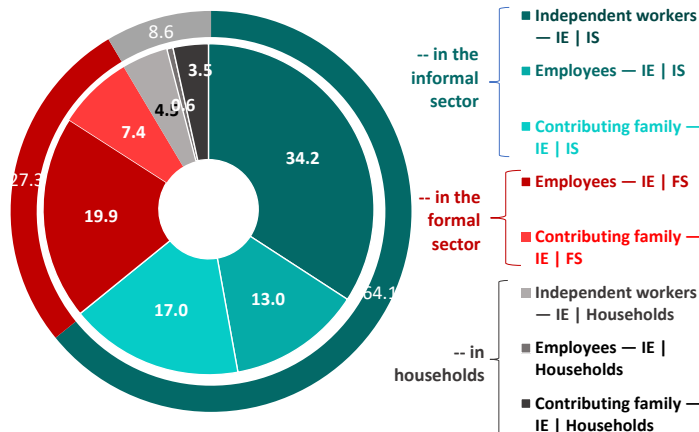 8.6
3.5
0.6
4.5
7.4
34.2
27.3
19.9
64.1
17.0
13.0
-- in the
informal
sector
Independent workers
— IE | IS
Employees — IE | IS
Contributing family —
IE | IS
-- in the
formal
sector
Employees — IE | FS
Contributing family —
IE | FS
-- in
households
Independent workers
— IE | Households
Employees — IE |
Households
Contributing family —
IE | Households